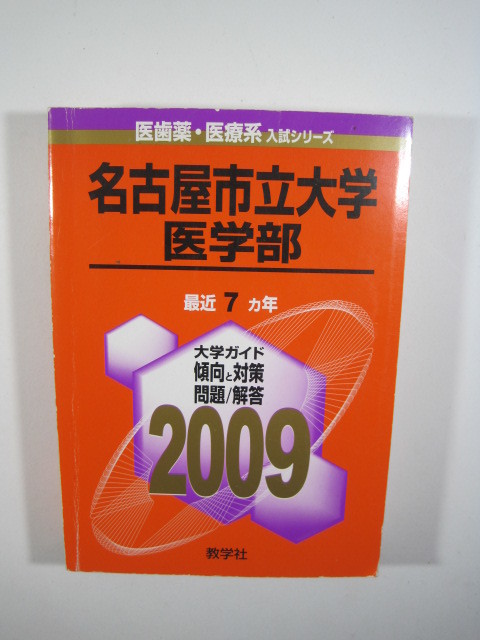 医歯薬・医療系 入試シリーズ
名古屋市立大学
医学部
最近 7 カ年
大学ガイド
傾向と対策
問題/解答
2009
教学社